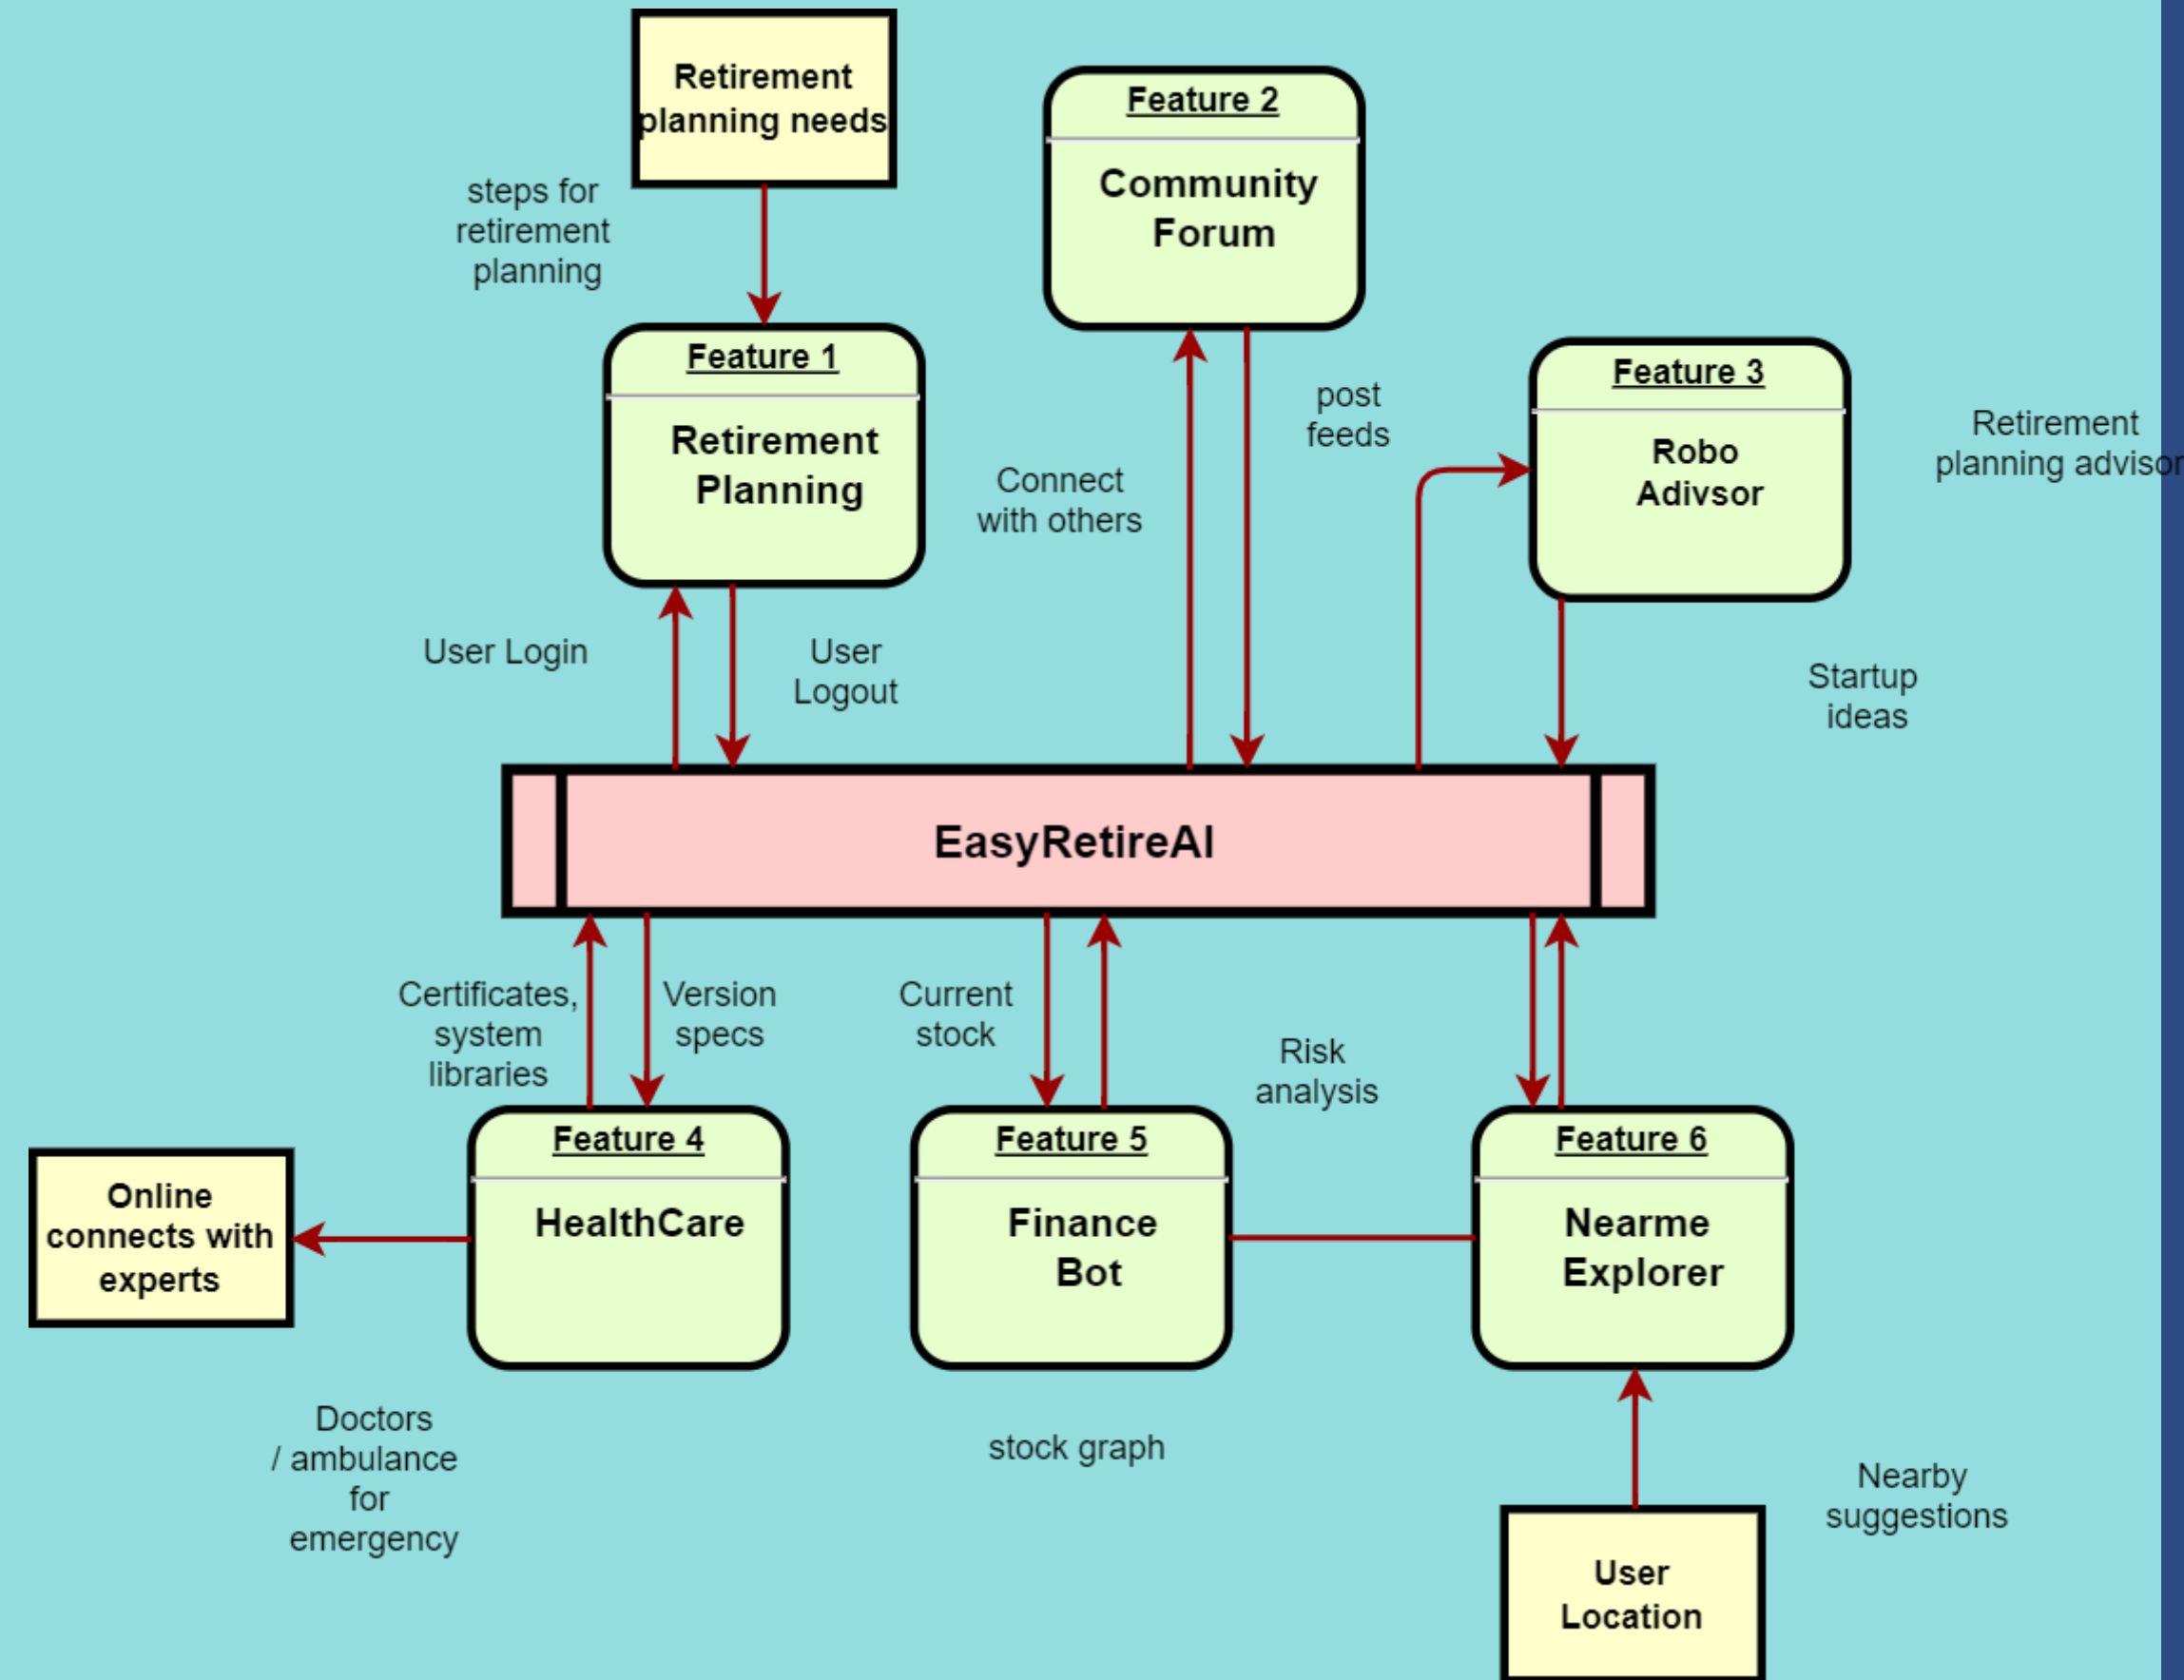 Retirement
planning needs
steps for
retirement
planning
Feature 1
Retirement
Planning
Feature 2
Community
Forum
Feature 3
Robo
Adivsor
Retirement
planning advisor
post
feeds
Connect
with others
User Login
User
Logout
Startup
ideas
EasyRetireAI
Certificates,
system
libraries
Version
specs
Current
stock
Risk
analysis
Feature 4
HealthCare
Feature 5
Finance
Bot
Feature 6
Nearme
Explorer
Online
connects with
experts
Doctors
/ ambulance
for
emergency
stock graph
Nearby
suggestions
User
Location